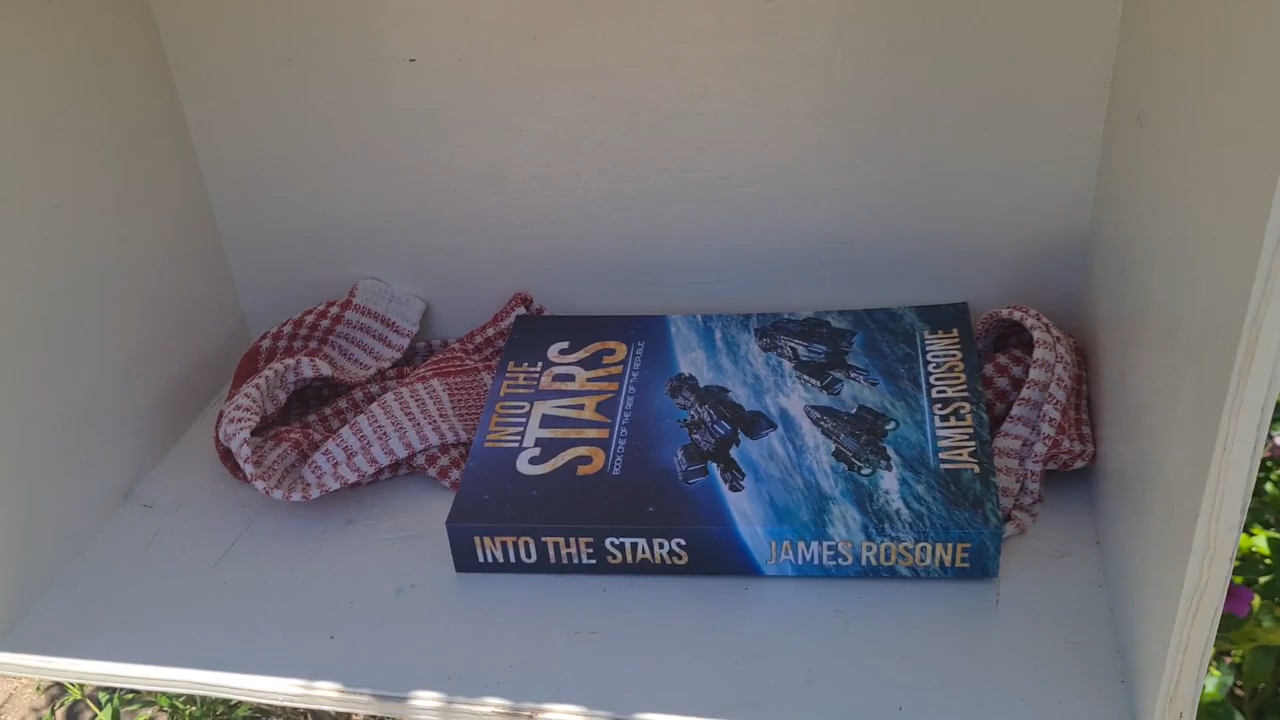 INTO THE
STARS
BOOK ONE OF THE RISE OF THE REPUBLIC
JAMES ROSONE
INTO THE STARS
JAMES ROSONE